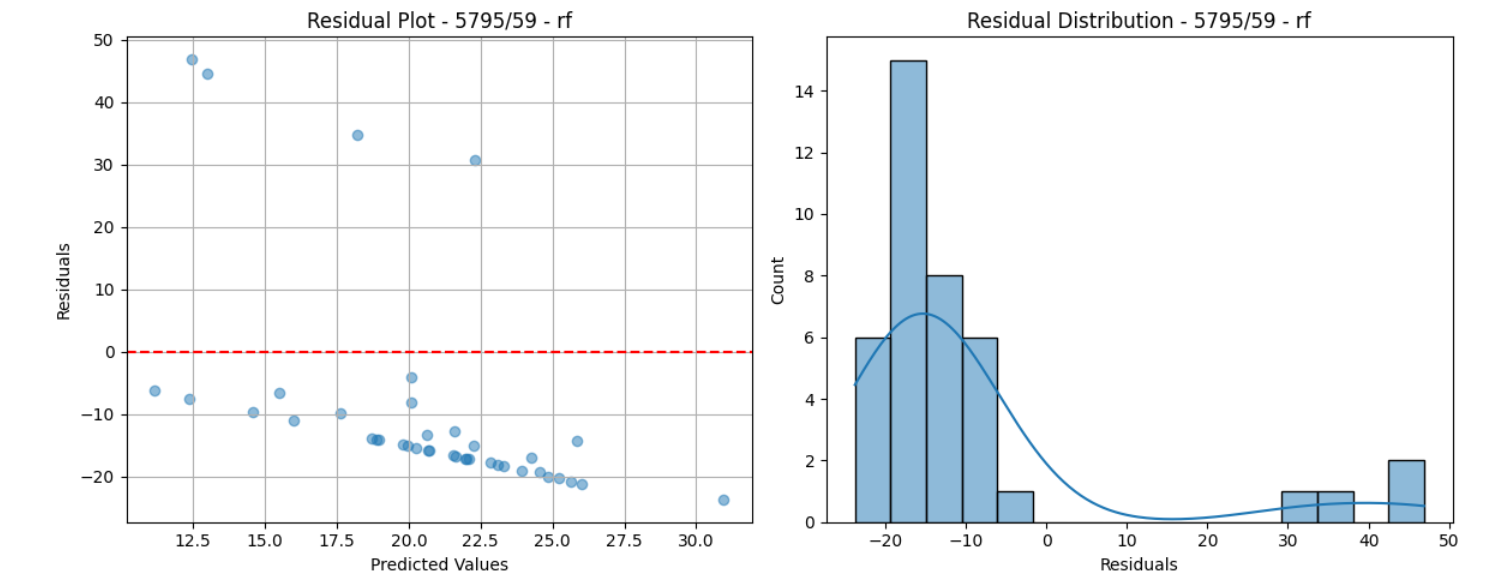 Residual Plot - 5795/59 - rf
50
40
30
20
10
0
−10
−20
Residuals
12.5 15.0 17.5 20.0 22.5 25.0 27.5 30.0
Predicted Values
Residual Distribution - 5795/59 - rf
14
12
10
8
6
4
2
0
Count
−20 −10 0 10 20 30 40 50
Residuals